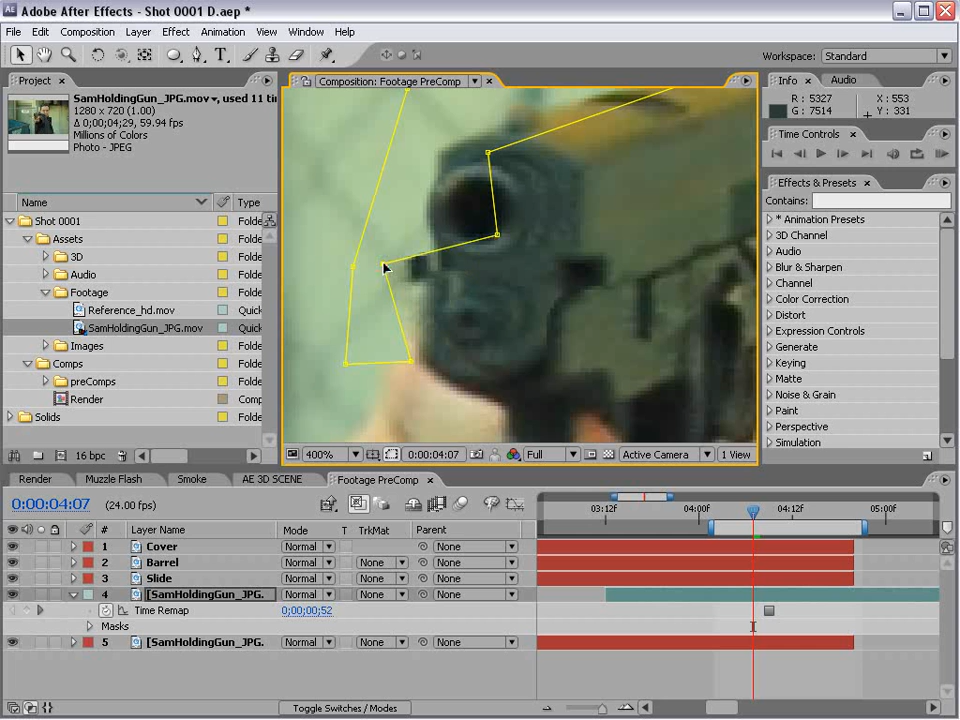 Adobe After Effects - Shot 0001 D.aep *
File Edit Composition Layer Effect Animation View Window Help
Workspace: Standard
Project
SamHoldingGun_JPG.mov, used 11 ti
1280 x 720 (1.00)
Δ 0;00;04;29, 59.94 fps
Millions of Colors
Photo - JPEG
Name Type
Shot 0001 Folde
Assets Folde
3D Folde
Audio Folde
Footage Folde
Reference_hd.mov Quick
SamHoldingGun_JPG.mov Quick
Images Folde
Comps Folde
preComps Folde
Render Comp
Solids Folde
16 bpc
Composition: Footage PreComp
400% 0:00:04:07 Full Active Camera 1 View
Info Audio
R: 5327 X: 553
G: 7514 Y: 331
Time Controls
Effects & Presets
Contains:
* Animation Presets
3D Channel
Audio
Blur & Sharpen
Channel
Color Correction
Distort
Expression Controls
Generate
Keying
Matte
Noise & Grain
Paint
Perspective
Simulation
Render Muzzle Flash Smoke AE 3D SCENE Footage PreComp
0:00:04:07 (24.00 fps)
03:12f 04:00f 04:12f 05:00f
# Layer Name Mode T TrkMat Parent
1 Cover Normal None
2 Barrel Normal None None
3 Slide Normal None None
4 [SamHoldingGun_JPG. Normal None None
Time Remap 0;00;00;52
Masks
5 [SamHoldingGun_JPG. Normal None None
Toggle Switches / Modes